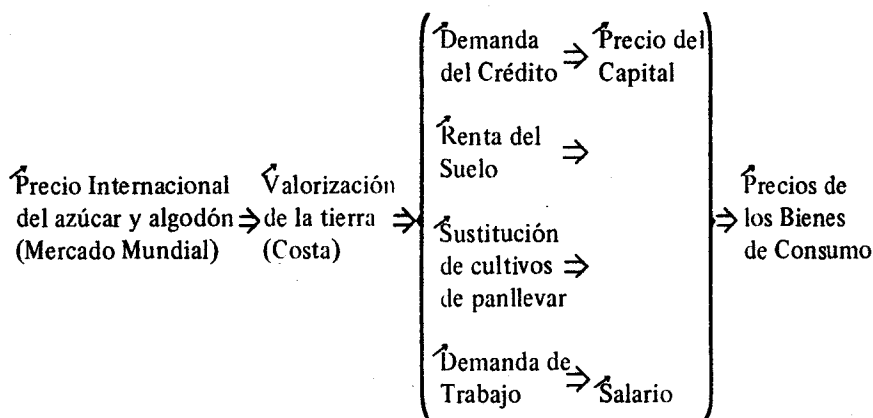 Demanda
del Crédito ⇒ Precio del
Capital
Renta del
Suelo ⇒
Precio Internacional
del azúcar y algodón ⇒
(Mercado Mundial)
Valorización
de la tierra ⇒
(Costa)
Sustitución
de cultivos ⇒
de panllevar
Demanda de
Trabajo ⇒ Salario
⇒ Precios de
los Bienes
de Consumo